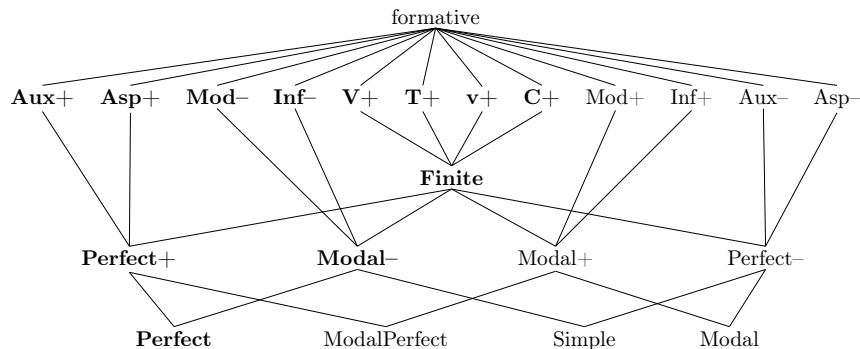 formative
Aux+ Asp+ Mod– Inf– V+ T+ v+ C+ Mod+ Inf+ Aux– Asp–
Finite
Perfect+ Modal– Modal+ Perfect–
Perfect ModalPerfect Simple Modal